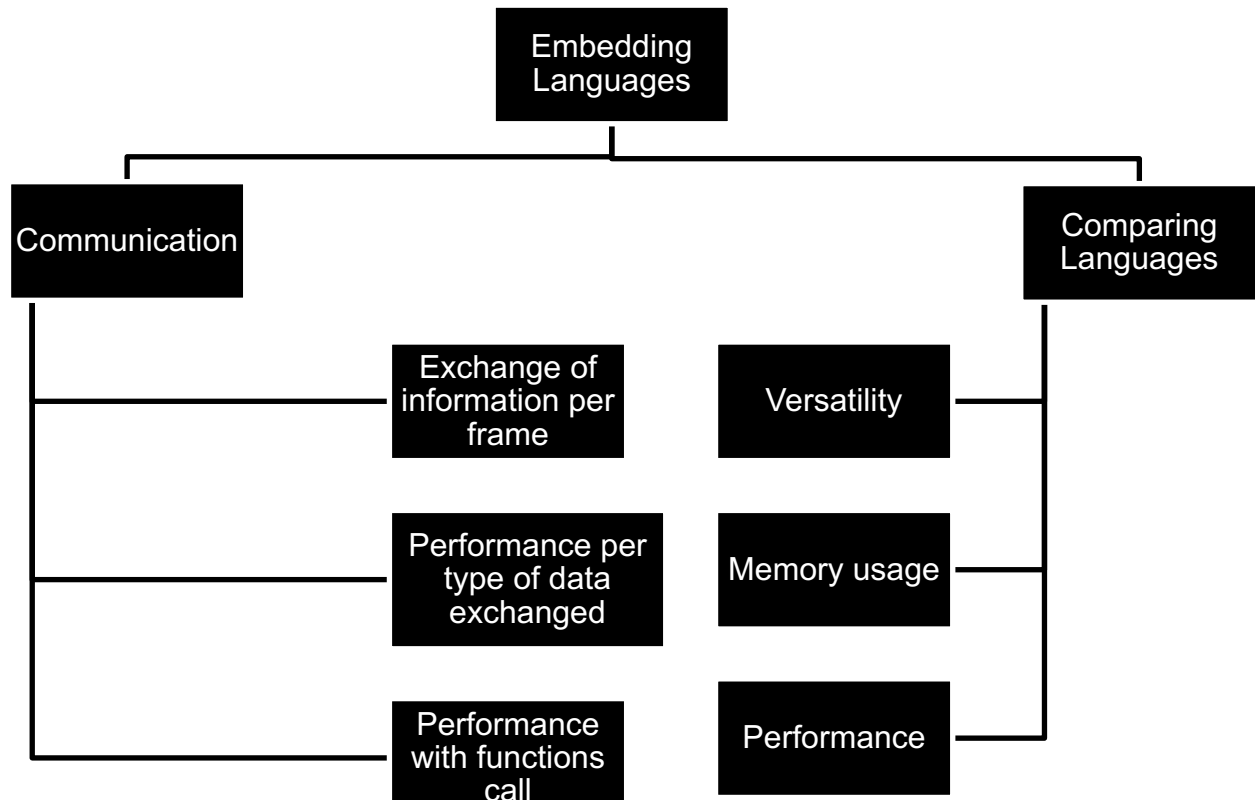 Embedding
Languages
Communication
Comparing
Languages
Exchange of
information per
frame
Versatility
Performance per
type of data
exchanged
Memory usage
Performance
with functions
call
Performance